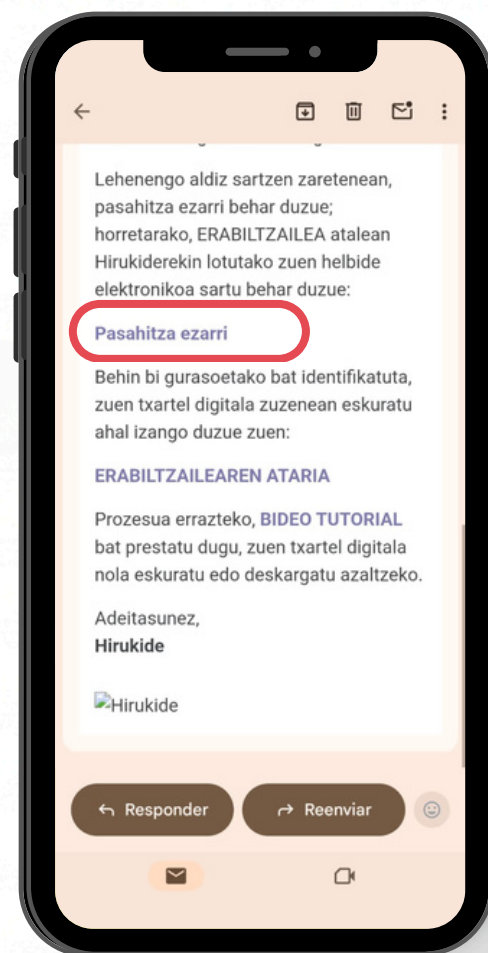 Lehenengo aldiz sartzen zaretenean,
pasahitza ezarri behar duzue;
horretarako, ERABILTZAILEA atalean
Hirukiderekin lotutako zuen helbide
elektronikoa sartu behar duzue:
Pasahitza ezarri
Behin bi gurasoetako bat identifikatuta,
zuen txartel digitala zuzenean eskuratu
ahal izango duzue zuen:
ERABILTZAILEAREN ATARIA
Prozesua errazteko, BIDEO TUTORIAL
bat prestatu dugu, zuen txartel digitala
nola eskuratu edo deskargatu azaltzeko.
Adeitasunez,
Hirukide
Hirukide
Responder
Reenviar